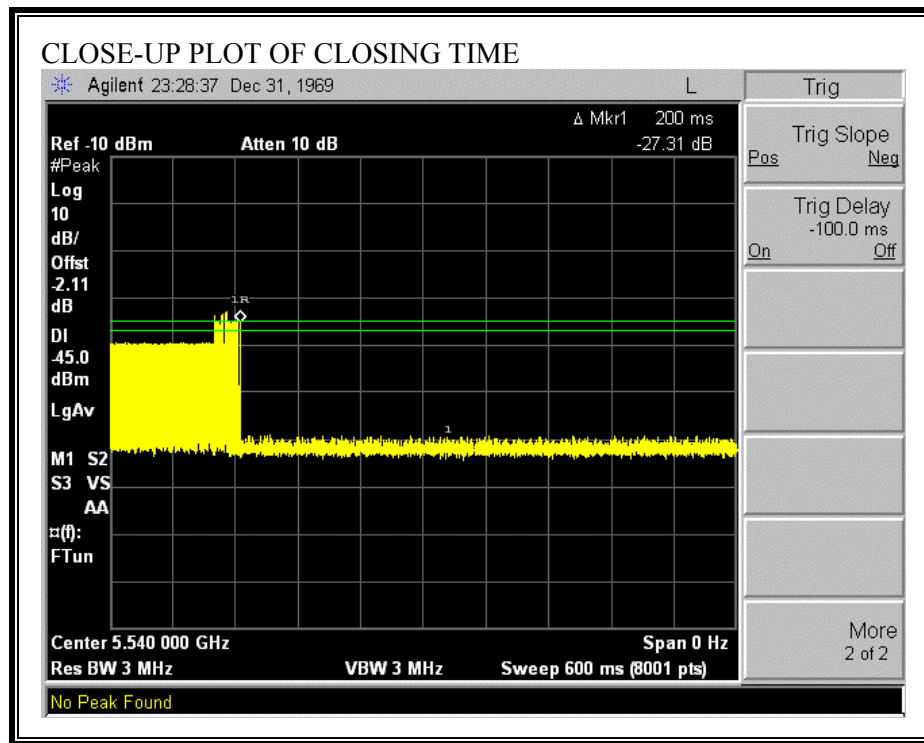 CLOSE-UP PLOT OF CLOSING TIME
Agilent 23:28:37 Dec 31, 1969 L
Trig
Δ Mkr1 200 ms
Ref -10 dBm Atten 10 dB -27.31 dB
#Peak
Log
10
dB/
Offst
-2.11
dB
DI
-45.0
dBm
LgAv
M1 S2
S3 VS
AA
¤(f):
FTun
1R
1
Center 5.540 000 GHz Span 0 Hz
Res BW 3 MHz VBW 3 MHz Sweep 600 ms (8001 pts)
No Peak Found
Trig Slope
Pos Neg
Trig Delay
-100.0 ms
On Off
More
2 of 2